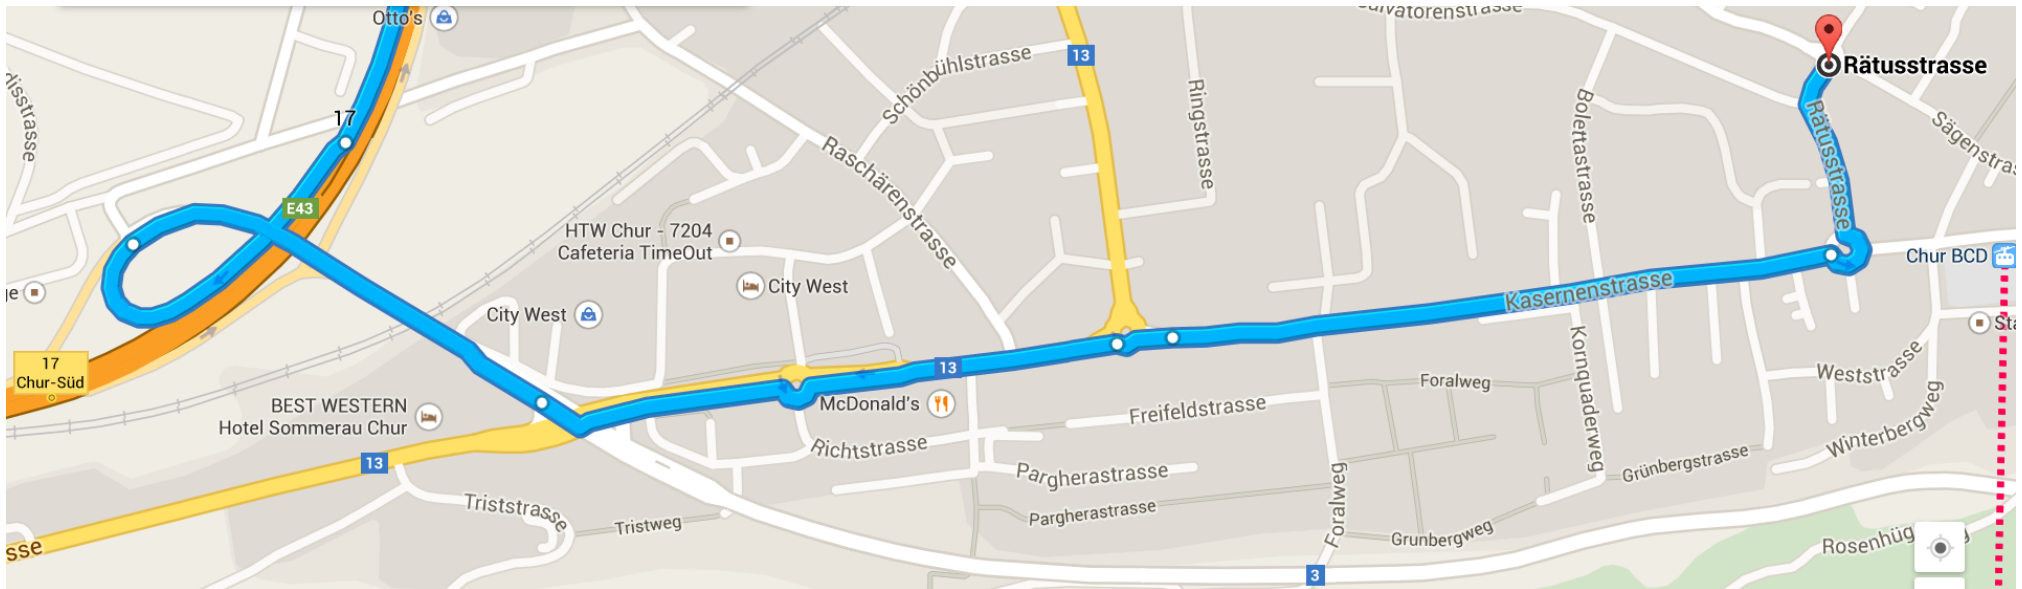 Otto's
Salvatorenstrasse
13
Rätusstrasse
17
Schönbühlstrasse
Ringstrasse
Bolettastrasse
Rätusstrasse
Raschärenstrasse
E43
HTW Chur - 7204
Cafeteria TimeOut
City West
City West
Chur BCD
Kasernenstrasse
17
Chur-Süd
13
BEST WESTERN
Hotel Sommerau Chur
McDonald's
Foralweg
Kornquaderweg
Weststrasse
Freifeldstrasse
Richtstrasse
Winterbergweg
13
Pargherastrasse
Grünbergstrasse
Foralweg
Triststrasse
Tristweg
Pargherastrasse
Grunbergweg
3